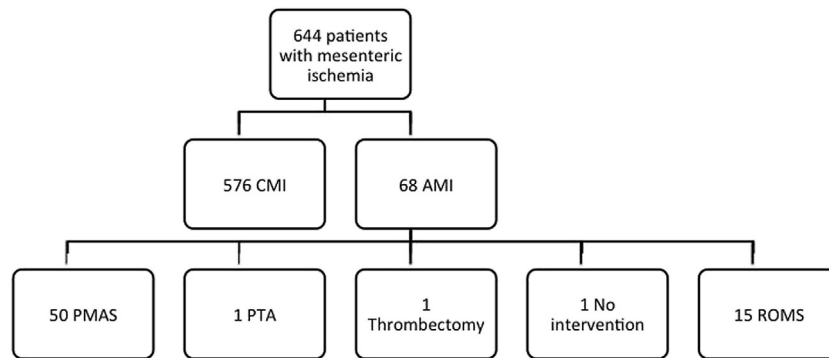 644 patients
with mesenteric
ischemia
576 CMI
68 AMI
50 PMAS
1 PTA
1
Thrombectomy
1 No
intervention
15 ROMS